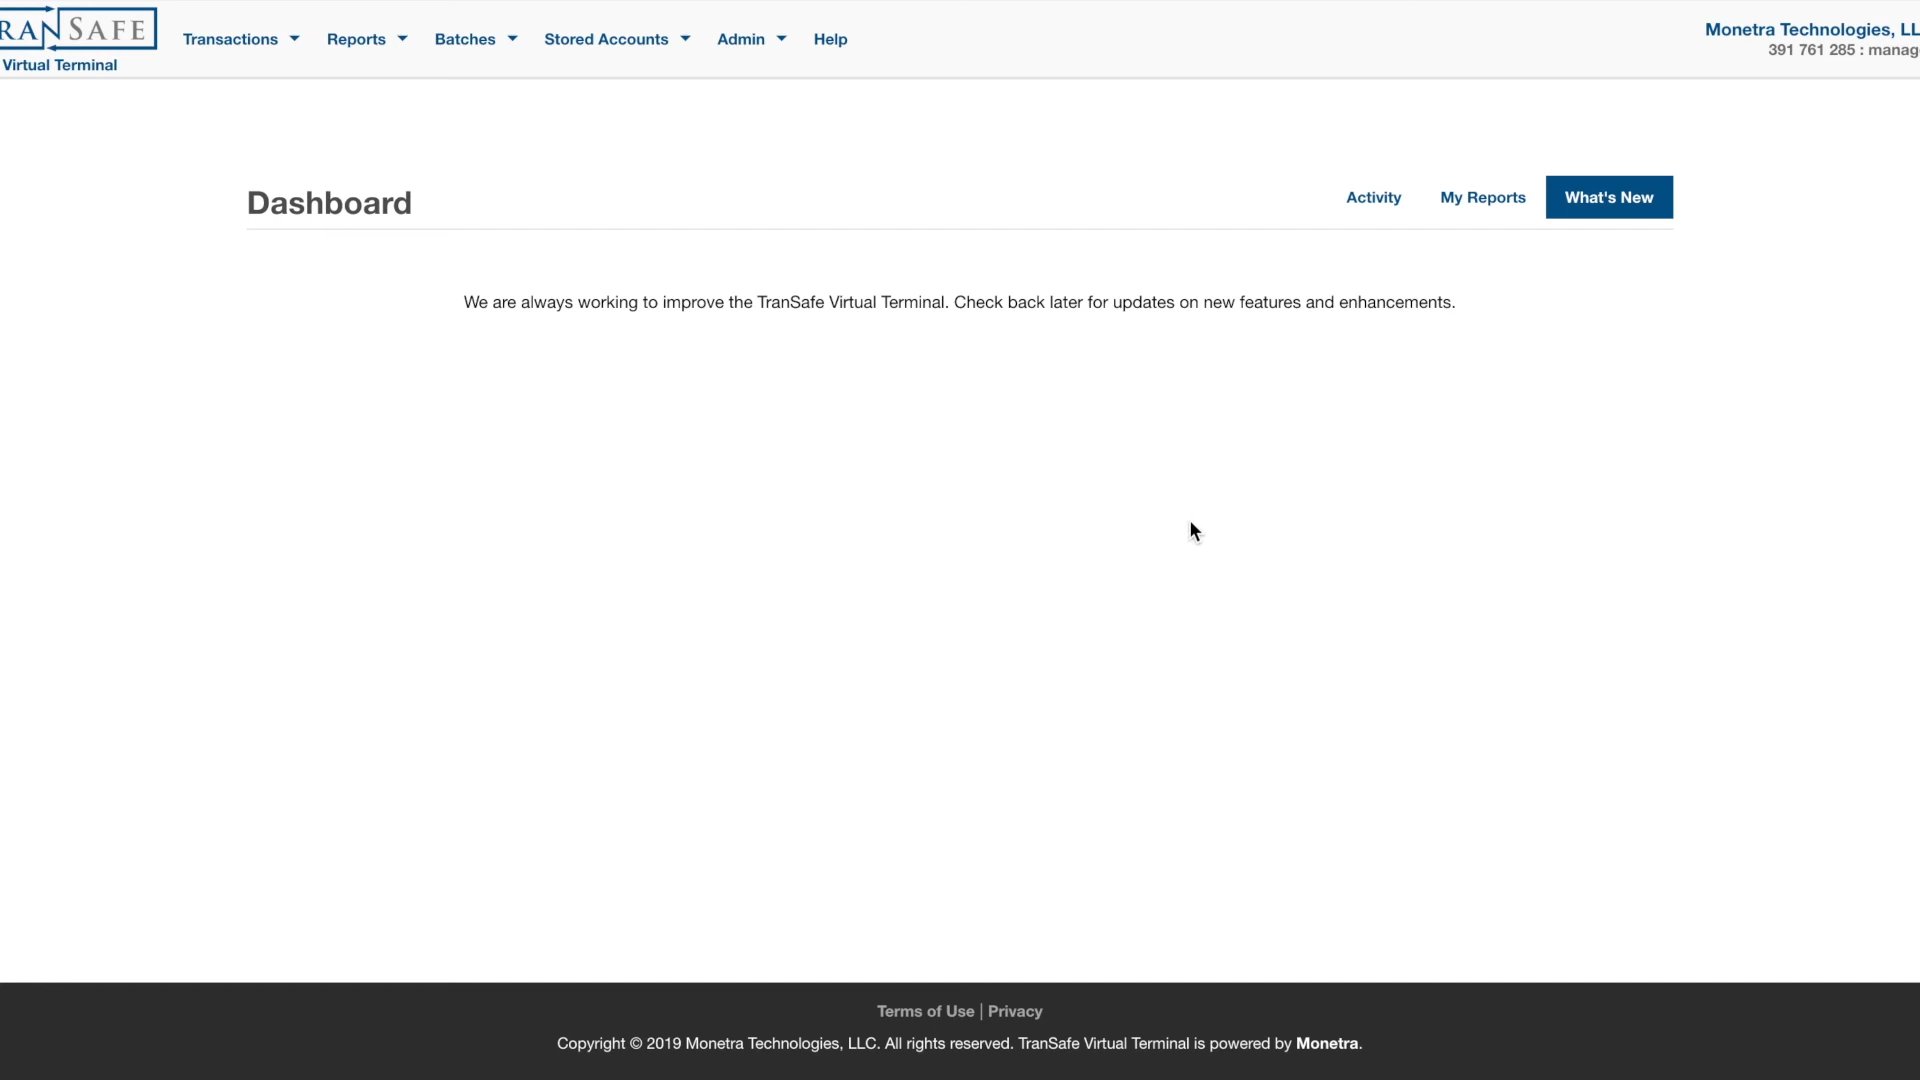 RANSAFE
Virtual Terminal
Transactions
Reports
Batches
Stored Accounts
Admin
Help
Monetra Technologies, LL
391 761 285 : manag
Dashboard
Activity
My Reports
What's New
We are always working to improve the TranSafe Virtual Terminal. Check back later for updates on new features and enhancements.
Terms of Use | Privacy
Copyright © 2019 Monetra Technologies, LLC. All rights reserved. TranSafe Virtual Terminal is powered by Monetra.